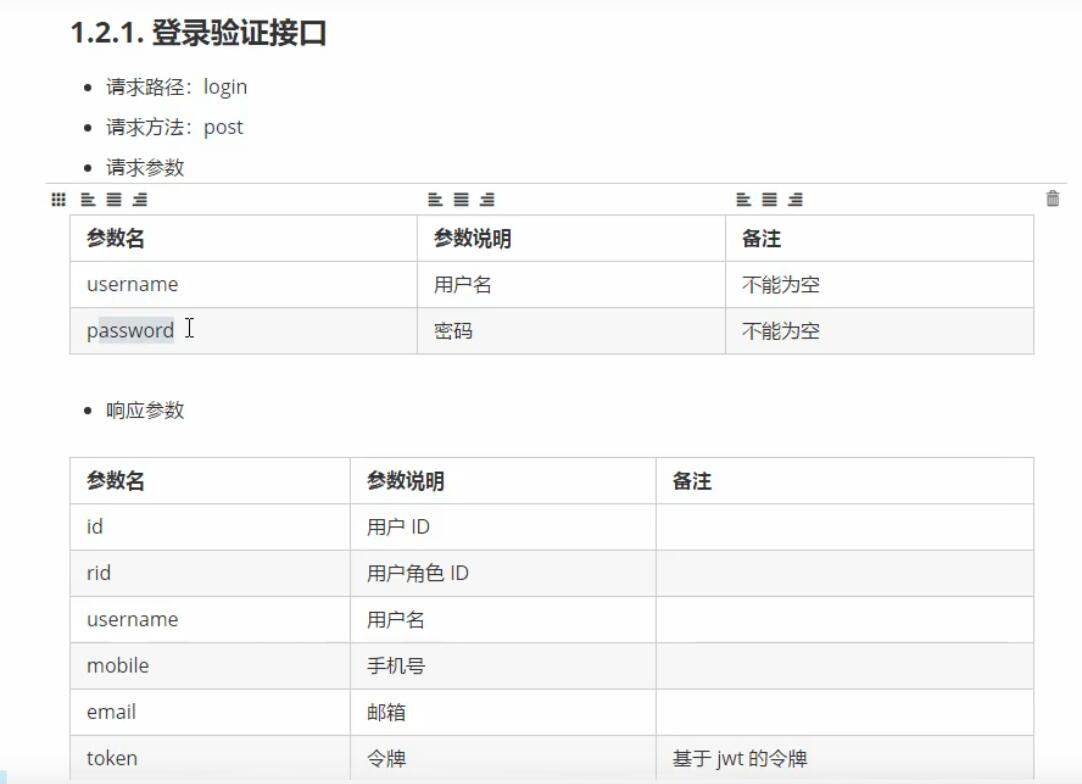 1.2.1. 登录验证接口
请求路径：login
请求方法：post
请求参数
参数名 参数说明 备注
username 用户名 不能为空
password 密码 不能为空
响应参数
参数名 参数说明 备注
id 用户 ID
rid 用户角色 ID
username 用户名
mobile 手机号
email 邮箱
token 令牌 基于 jwt 的令牌